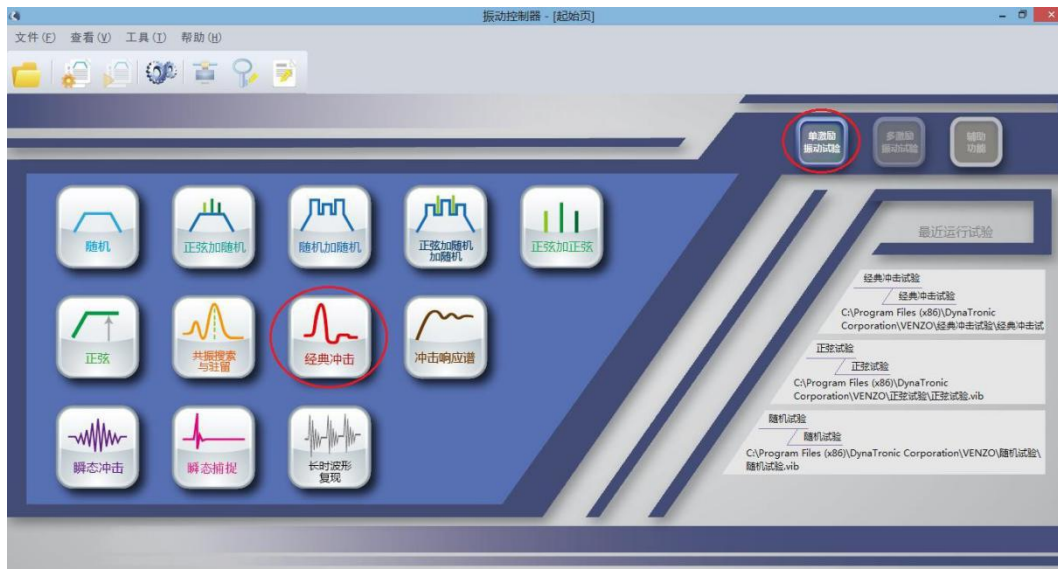 振动控制器 - [起始页]
文件(F) 查看(V) 工具(T) 帮助(H)
单激励
振动试验
多激励
振动试验
辅助
功能
随机
正弦加随机
随机加随机
正弦加随机
加随机
正弦加正弦
正弦
共振搜索
与驻留
经典冲击
冲击响应谱
瞬态冲击
瞬态捕捉
长时波形
复现
最近运行试验
经典冲击试验
经典冲击试验
C:\Program Files (x86)\DynaTronic
Corporation\VENZO\经典冲击试验\经典冲击试
正弦试验
正弦试验
C:\Program Files (x86)\DynaTronic
Corporation\VENZO\正弦试验\正弦试验.vib
随机试验
随机试验
C:\Program Files (x86)\DynaTronic Corporation\VENZO\随机试验\
随机试验.vib